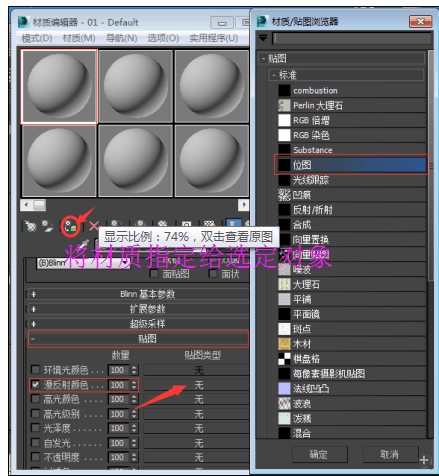 材质编辑器 - 01 - Default
模式(D) 材质(M) 导航(N) 选项(O) 实用程序(U)
显示比例：74%，双击查看原图
将材质指定给选定对象
(B)Blinn
面贴图
面状
+ Blinn 基本参数
+ 扩展参数
+ 超级采样
- 贴图
数量 贴图类型
环境光颜色 . . . 100 无
漫反射颜色 . . . 100 无
高光颜色 . . . . 100 无
高光级别 . . . . 100 无
光泽度 . . . . . 100 无
自发光 . . . . . 100 无
不透明度 . . . . 100 无
材质/贴图浏览器
- 贴图
- 标准
combustion
Perlin 大理石
RGB 倍增
RGB 染色
Substance
位图
光线跟踪
凹痕
反射/折射
合成
向量置换
向量贴图
噪波
大理石
平铺
平面镜
斑点
木材
棋盘格
每像素摄影机贴图
法线凹凸
波浪
泼溅
混合
确定 取消